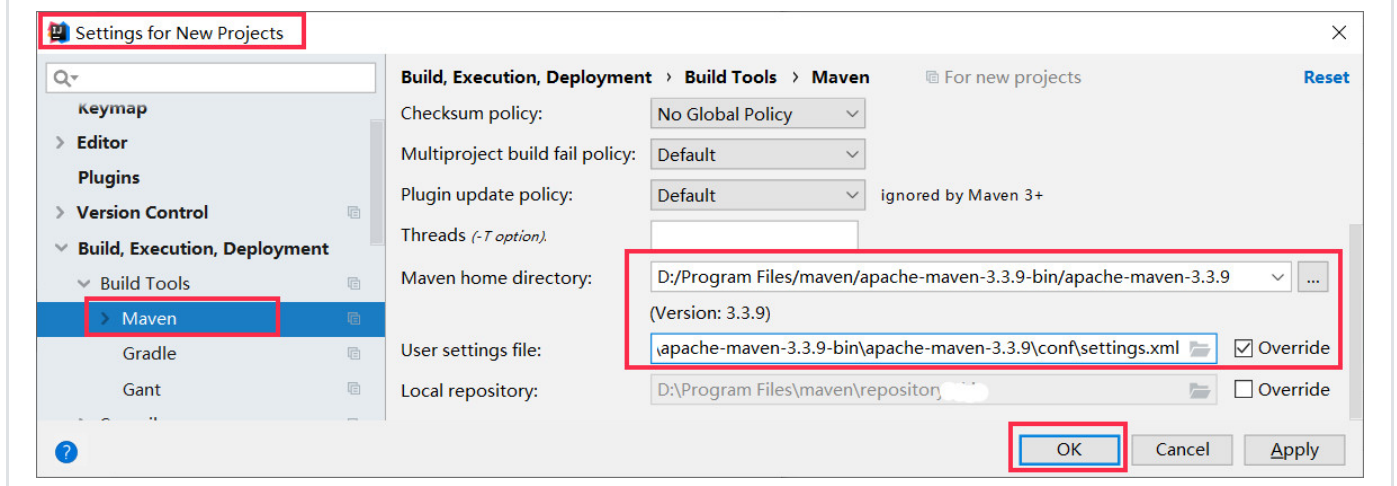 Settings for New Projects
Keymap
Editor
Plugins
Version Control
Build, Execution, Deployment
Build Tools
Maven
Gradle
Gant
Build, Execution, Deployment › Build Tools › Maven For new projects Reset
Checksum policy: No Global Policy
Multiproject build fail policy: Default
Plugin update policy: Default ignored by Maven 3+
Threads (-T option).
Maven home directory: D:/Program Files/maven/apache-maven-3.3.9-bin/apache-maven-3.3.9 ...
(Version: 3.3.9)
User settings file: \apache-maven-3.3.9-bin\apache-maven-3.3.9\conf\settings.xml Override
Local repository: D:\Program Files\maven\repository Override
? OK Cancel Apply